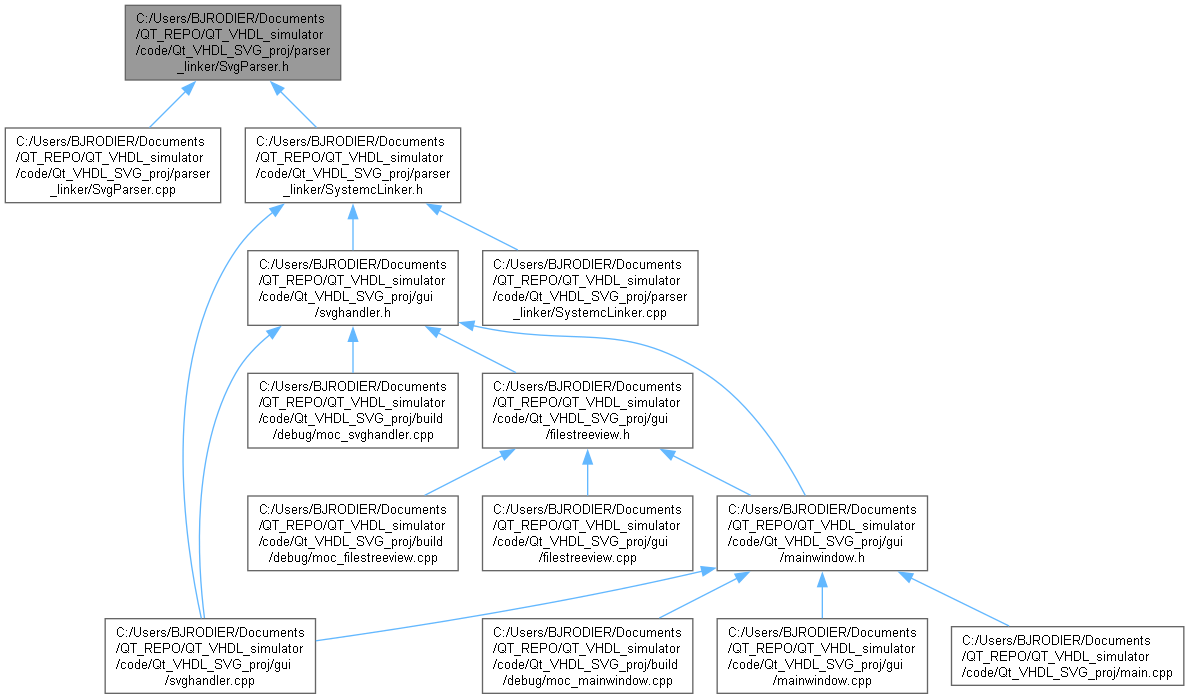 C:/Users/BJRODIER/Documents
/QT_REPO/QT_VHDL_simulator
/code/Qt_VHDL_SVG_proj/parser
_linker/SvgParser.h
C:/Users/BJRODIER/Documents
/QT_REPO/QT_VHDL_simulator
/code/Qt_VHDL_SVG_proj/parser
_linker/SvgParser.cpp
C:/Users/BJRODIER/Documents
/QT_REPO/QT_VHDL_simulator
/code/Qt_VHDL_SVG_proj/parser
_linker/SystemcLinker.h
C:/Users/BJRODIER/Documents
/QT_REPO/QT_VHDL_simulator
/code/Qt_VHDL_SVG_proj/gui
/svghandler.h
C:/Users/BJRODIER/Documents
/QT_REPO/QT_VHDL_simulator
/code/Qt_VHDL_SVG_proj/parser
_linker/SystemcLinker.cpp
C:/Users/BJRODIER/Documents
/QT_REPO/QT_VHDL_simulator
/code/Qt_VHDL_SVG_proj/build
/debug/moc_svghandler.cpp
C:/Users/BJRODIER/Documents
/QT_REPO/QT_VHDL_simulator
/code/Qt_VHDL_SVG_proj/gui
/filestreeview.h
C:/Users/BJRODIER/Documents
/QT_REPO/QT_VHDL_simulator
/code/Qt_VHDL_SVG_proj/build
/debug/moc_filestreeview.cpp
C:/Users/BJRODIER/Documents
/QT_REPO/QT_VHDL_simulator
/code/Qt_VHDL_SVG_proj/gui
/filestreeview.cpp
C:/Users/BJRODIER/Documents
/QT_REPO/QT_VHDL_simulator
/code/Qt_VHDL_SVG_proj/gui
/mainwindow.h
C:/Users/BJRODIER/Documents
/QT_REPO/QT_VHDL_simulator
/code/Qt_VHDL_SVG_proj/gui
/svghandler.cpp
C:/Users/BJRODIER/Documents
/QT_REPO/QT_VHDL_simulator
/code/Qt_VHDL_SVG_proj/build
/debug/moc_mainwindow.cpp
C:/Users/BJRODIER/Documents
/QT_REPO/QT_VHDL_simulator
/code/Qt_VHDL_SVG_proj/gui
/mainwindow.cpp
C:/Users/BJRODIER/Documents
/QT_REPO/QT_VHDL_simulator
/code/Qt_VHDL_SVG_proj/main.cpp